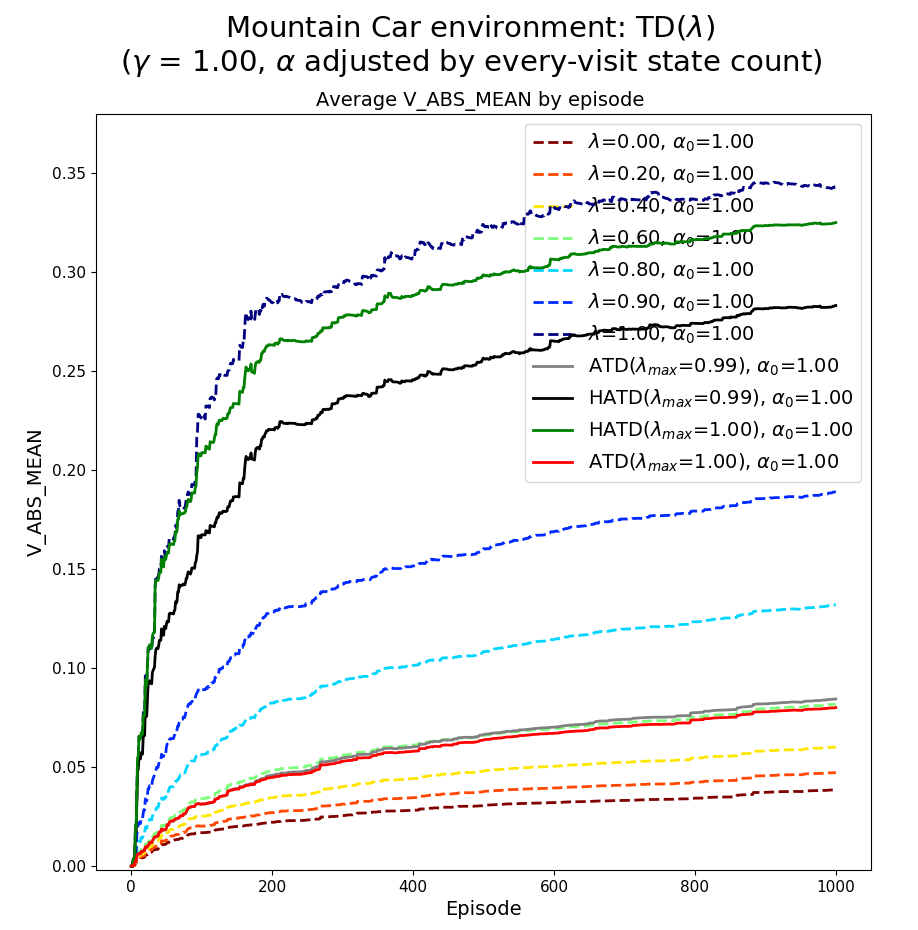 Mountain Car environment: TD(λ)
(γ = 1.00, α adjusted by every-visit state count)
Average V_ABS_MEAN by episode
λ=0.00, α₀=1.00
λ=0.20, α₀=1.00
λ=0.40, α₀=1.00
λ=0.60, α₀=1.00
λ=0.80, α₀=1.00
λ=0.90, α₀=1.00
λ=1.00, α₀=1.00
ATD(λmax=0.99), α₀=1.00
HATD(λmax=0.99), α₀=1.00
HATD(λmax=1.00), α₀=1.00
ATD(λmax=1.00), α₀=1.00
V_ABS_MEAN
0.35
0.30
0.25
0.20
0.15
0.10
0.05
0.00
0 200 400 600 800 1000
Episode